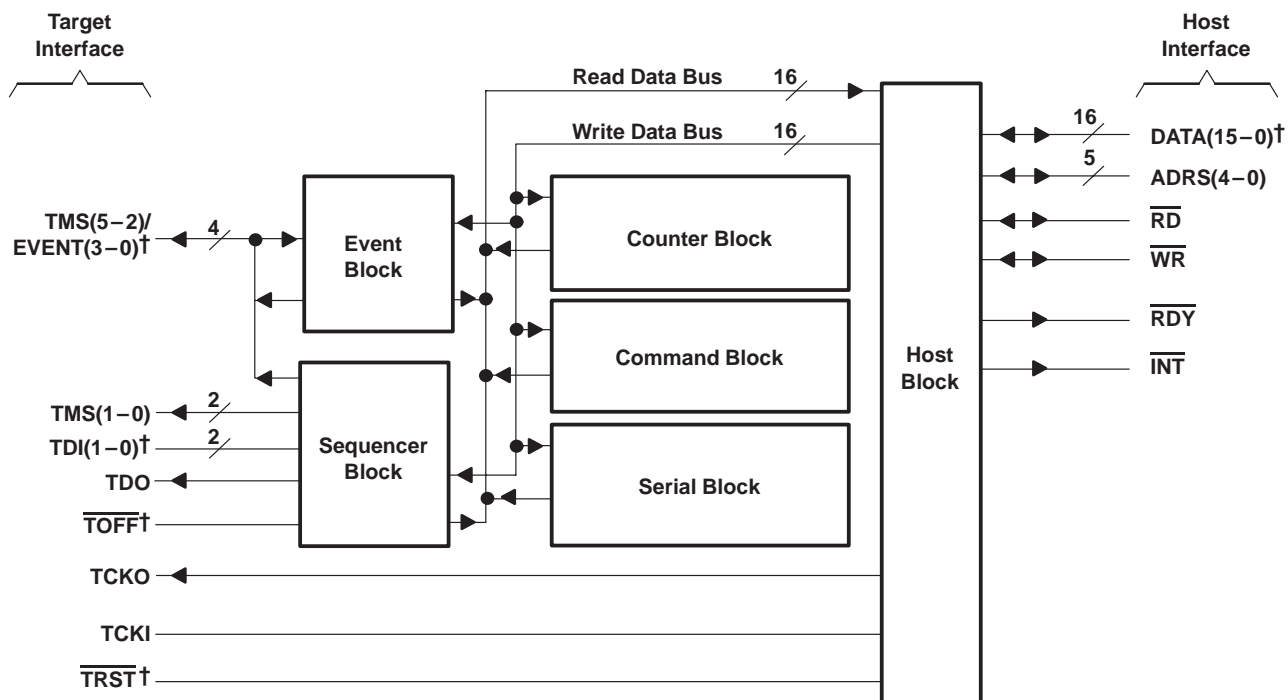 Target
Interface
Host
Interface
Read Data Bus 16
Write Data Bus 16
16 DATA(15–0)†
5 ADRS(4–0)
RD
WR
RDY
INT
TMS(5–2)/
EVENT(3–0)†
4
Event
Block
Counter Block
Command Block
Host
Block
TMS(1–0) 2
TDI(1–0)† 2
Sequencer
Block
TDO
Serial Block
TOFF†
TCKO
TCKI
TRST†